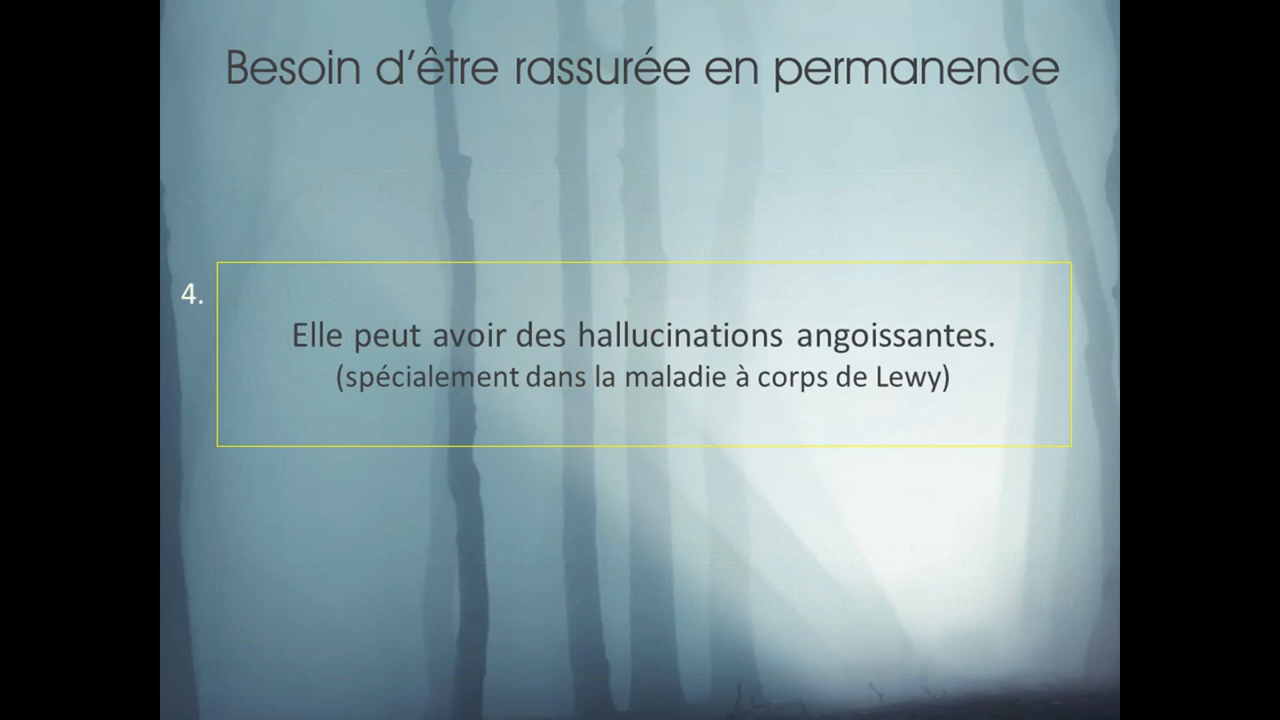 Besoin d’être rassurée en permanence
4.
Elle peut avoir des hallucinations angoissantes.
(spécialement dans la maladie à corps de Lewy)